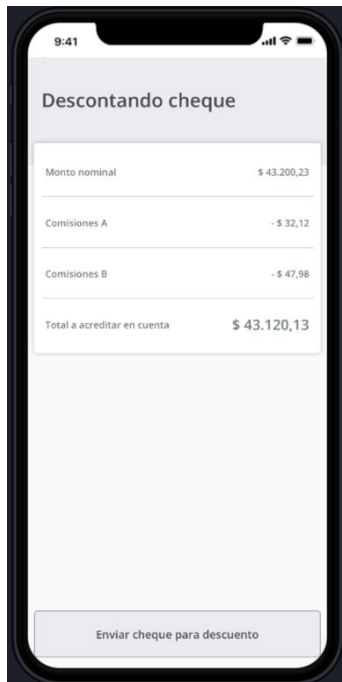 9:41
Descontando cheque
Monto nominal $ 43.200,23
Comisiones A - $ 32,12
Comisiones B - $ 47,98
Total a acreditar en cuenta $ 43.120,13
Enviar cheque para descuento